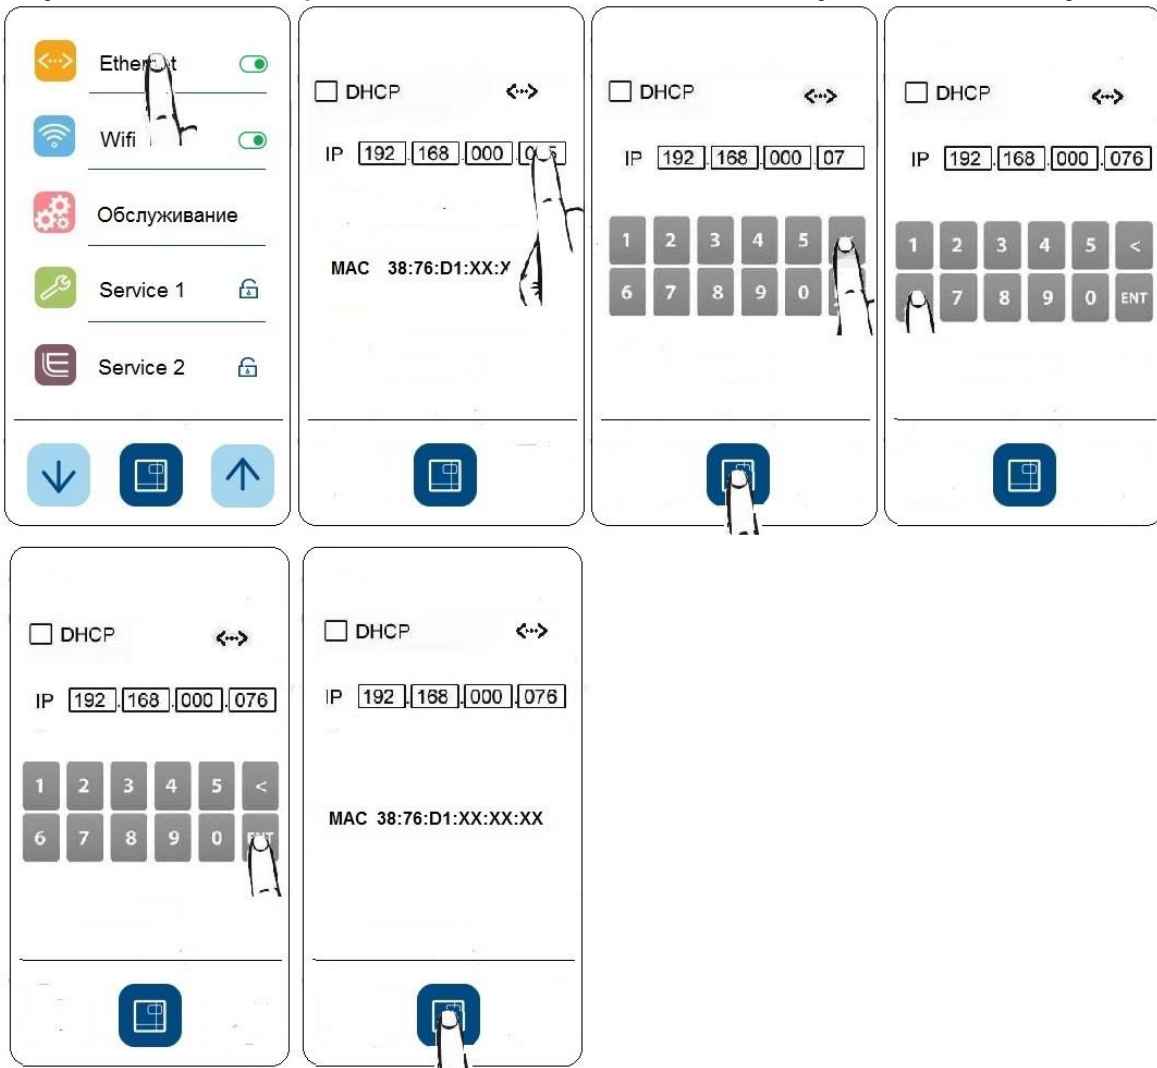 Wifi
Обслуживание
Service 1
Service 2
DHCP
IP 192.168.000.
MAC 38:76:D1:XX:X
DHCP
IP 192.168.000.07
1 2 3 4 5
6 7 8 9 0
DHCP
IP 192.168.000.076
1 2 3 4 5 <
7 8 9 0 ENT
DHCP
IP 192.168.000.076
1 2 3 4 5 <
6 7 8 9 0
DHCP
IP 192.168.000.076
MAC 38:76:D1:XX:XX:XX